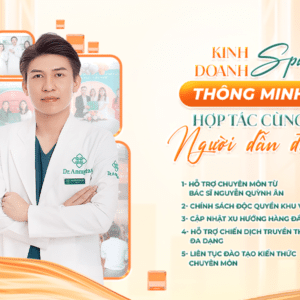 KINH
DOANH Spa
THÔNG MINH
HỢP TÁC CÙNG
Người dẫn đ
1- HỖ TRỢ CHUYÊN MÔN TỪ
BÁC SĨ NGUYỄN QUỲNH ÂN
2- CHÍNH SÁCH ĐỘC QUYỀN KHU V
3- CẬP NHẬT XU HƯỚNG HÀNG ĐẦ
4- HỖ TRỢ CHIẾN DỊCH TRUYỀN TH
ĐA DẠNG
5- LIÊN TỤC ĐÀO TẠO KIẾN THỨC
CHUYÊN MÔN